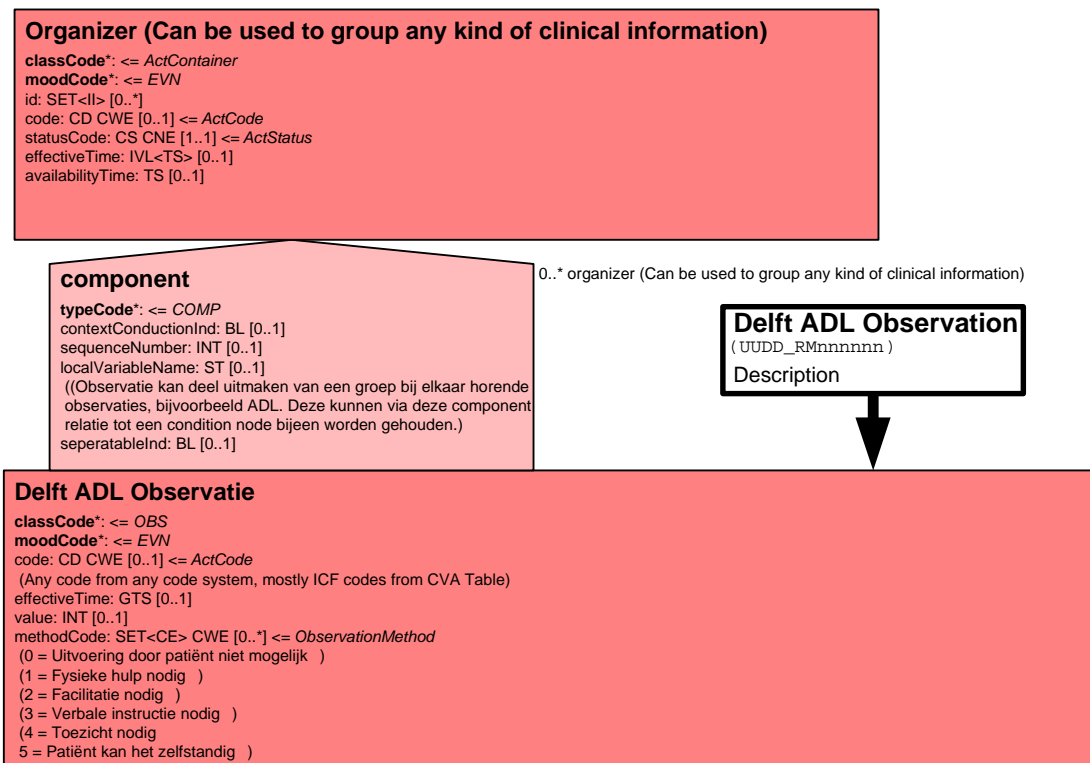 Organizer (Can be used to group any kind of clinical information)
classCode*: <= ActContainer
moodCode*: <= EVN
id: SET<II> [0..*]
code: CD CWE [0..1] <= ActCode
statusCode: CS CNE [1..1] <= ActStatus
effectiveTime: IVL<TS> [0..1]
availabilityTime: TS [0..1]
component
typeCode*: <= COMP
contextConductionInd: BL [0..1]
sequenceNumber: INT [0..1]
localVariableName: ST [0..1]
((Observatie kan deel uitmaken van een groep bij elkaar horende
observaties, bijvoorbeeld ADL. Deze kunnen via deze component
relatie tot een condition node bijeen worden gehouden.)
seperatableInd: BL [0..1]
0..* organizer (Can be used to group any kind of clinical information)
Delft ADL Observation
(UUDD_RMnnnnnn)
Description
Delft ADL Observatie
classCode*: <= OBS
moodCode*: <= EVN
code: CD CWE [0..1] <= ActCode
(Any code from any code system, mostly ICF codes from CVA Table)
effectiveTime: GTS [0..1]
value: INT [0..1]
methodCode: SET<CE> CWE [0..*] <= ObservationMethod
(0 = Uitvoering door patiënt niet mogelijk )
(1 = Fysieke hulp nodig )
(2 = Facilitatie nodig )
(3 = Verbale instructie nodig )
(4 = Toezicht nodig
5 = Patiënt kan het zelfstandig )